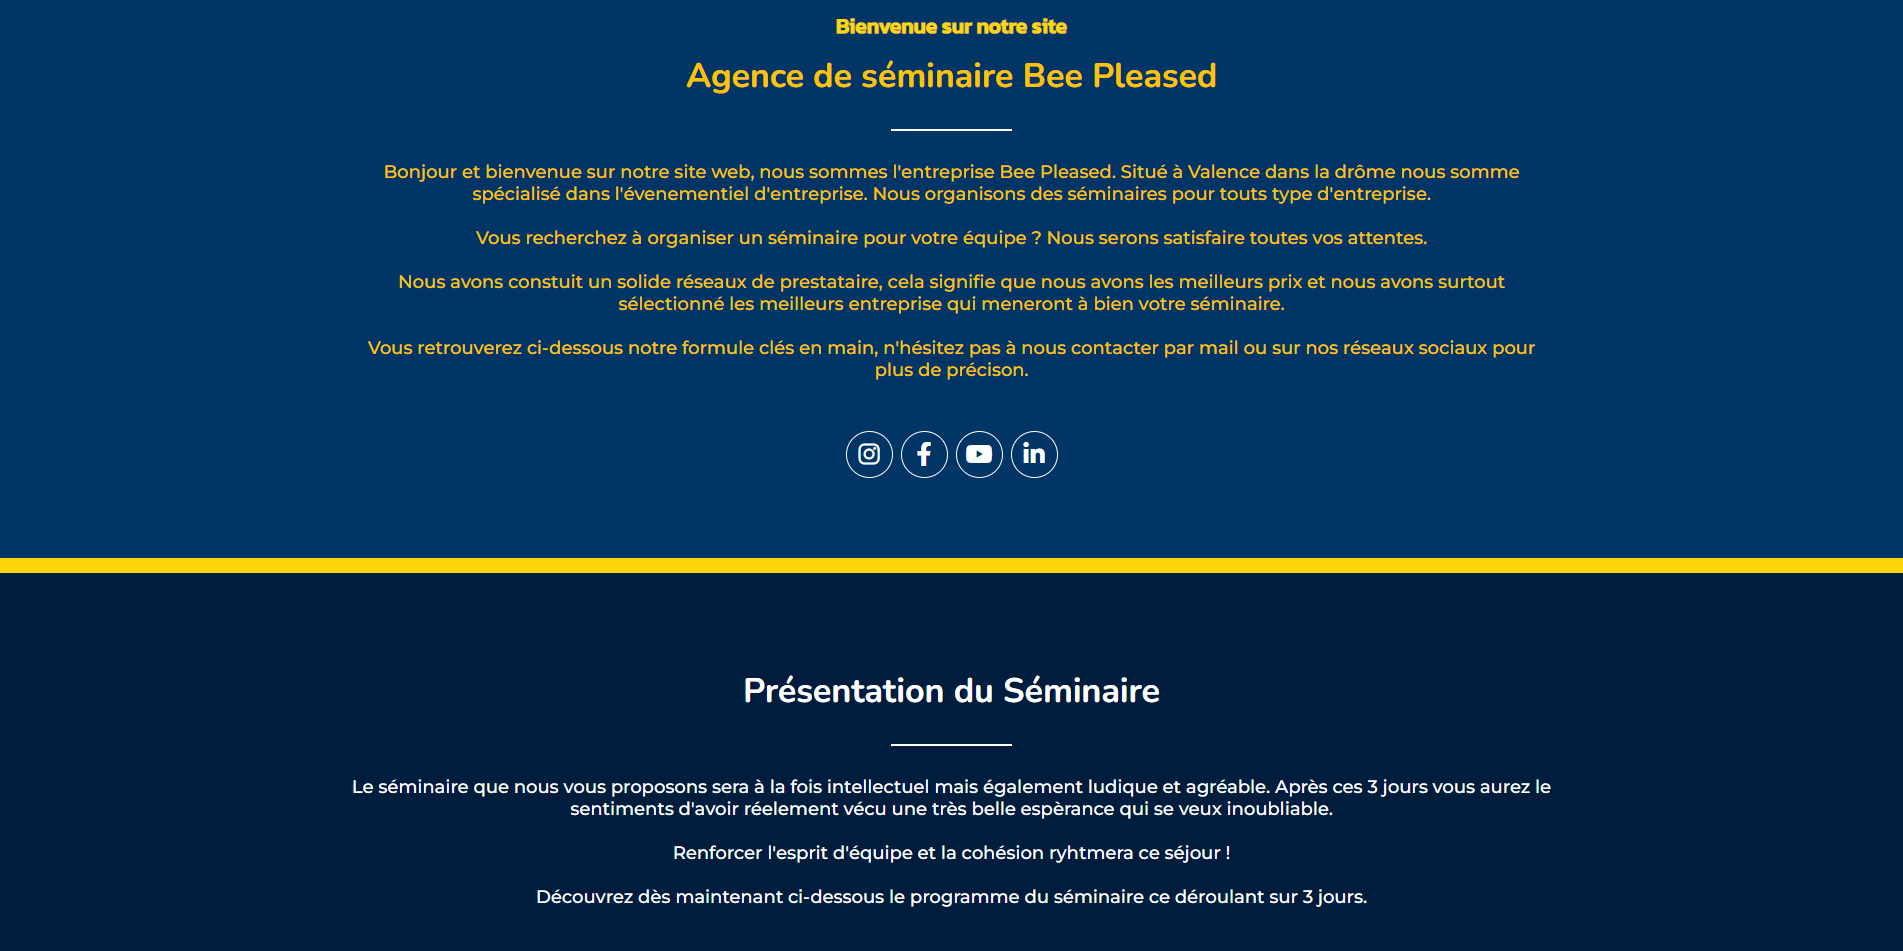 Bienvenue sur notre site
Agence de séminaire Bee Pleased
Bonjour et bienvenue sur notre site web, nous sommes l'entreprise Bee Pleased. Situé à Valence dans la drôme nous somme
spécialisé dans l'évenementiel d'entreprise. Nous organisons des séminaires pour touts type d'entreprise.
Vous recherchez à organiser un séminaire pour votre équipe ? Nous serons satisfaire toutes vos attentes.
Nous avons constuit un solide réseaux de prestataire, cela signifie que nous avons les meilleurs prix et nous avons surtout
sélectionné les meilleurs entreprise qui meneront à bien votre séminaire.
Vous retrouverez ci-dessous notre formule clés en main, n'hésitez pas à nous contacter par mail ou sur nos réseaux sociaux pour
plus de précison.
Présentation du Séminaire
Le séminaire que nous vous proposons sera à la fois intellectuel mais également ludique et agréable. Après ces 3 jours vous aurez le
sentiments d'avoir réelement vécu une très belle espèrance qui se veux inoubliable.
Renforcer l'esprit d'équipe et la cohésion ryhtmera ce séjour !
Découvrez dès maintenant ci-dessous le programme du séminaire ce déroulant sur 3 jours.